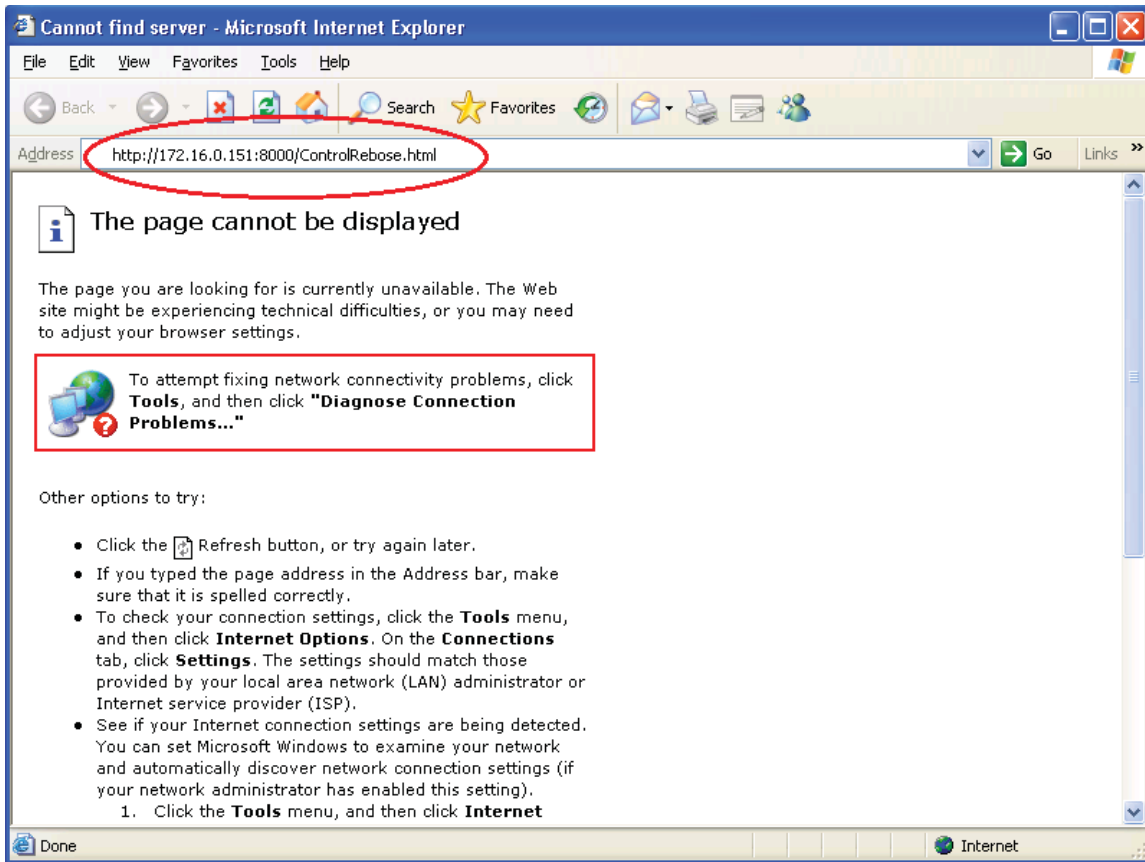 Cannot find server - Microsoft Internet Explorer
File Edit View Favorites Tools Help
Back Search Favorites
Address http://172.16.0.151:8000/ControlRebose.html Go Links »
The page cannot be displayed
The page you are looking for is currently unavailable. The Web
site might be experiencing technical difficulties, or you may need
to adjust your browser settings.
To attempt fixing network connectivity problems, click
Tools, and then click "Diagnose Connection
Problems..."
Other options to try:
● Click the Refresh button, or try again later.
● If you typed the page address in the Address bar, make
sure that it is spelled correctly.
● To check your connection settings, click the Tools menu,
and then click Internet Options. On the Connections
tab, click Settings. The settings should match those
provided by your local area network (LAN) administrator or
Internet service provider (ISP).
● See if your Internet connection settings are being detected.
You can set Microsoft Windows to examine your network
and automatically discover network connection settings (if
your network administrator has enabled this setting).
1. Click the Tools menu, and then click Internet
Done Internet